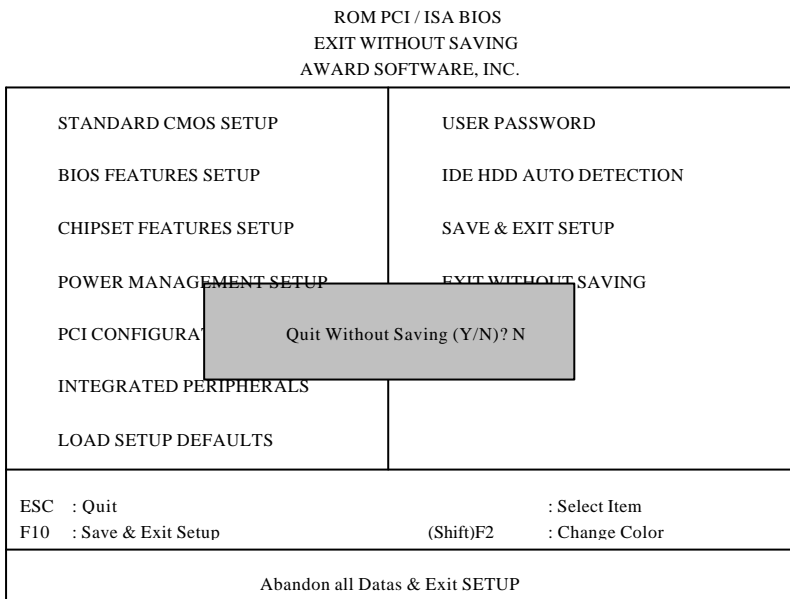 ROM PCI / ISA BIOS
EXIT WITHOUT SAVING
AWARD SOFTWARE, INC.
STANDARD CMOS SETUP
BIOS FEATURES SETUP
CHIPSET FEATURES SETUP
POWER MANAGEMENT SETUP
PCI CONFIGURA
INTEGRATED PERIPHERALS
LOAD SETUP DEFAULTS
USER PASSWORD
IDE HDD AUTO DETECTION
SAVE & EXIT SETUP
EXIT WITHOUT SAVING
Quit Without Saving (Y/N)? N
ESC : Quit : Select Item
F10 : Save & Exit Setup (Shift)F2 : Change Color
Abandon all Datas & Exit SETUP